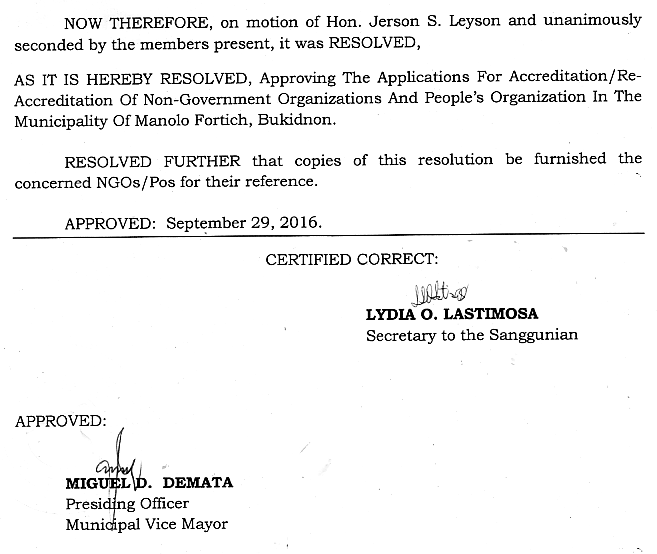 NOW THEREFORE, on motion of Hon. Jerson S. Leyson and unanimously
seconded by the members present, it was RESOLVED,
AS IT IS HEREBY RESOLVED, Approving The Applications For Accreditation/Re-
Accreditation Of Non-Government Organizations And People's Organization In The
Municipality Of Manolo Fortich, Bukidnon.
RESOLVED FURTHER that copies of this resolution be furnished the
concerned NGOs/Pos for their reference.
APPROVED: September 29, 2016.
CERTIFIED CORRECT:
LYDIA O. LASTIMOSA
Secretary to the Sanggunian
APPROVED:
MIGUEL D. DEMATA
Presiding Officer
Municipal Vice Mayor